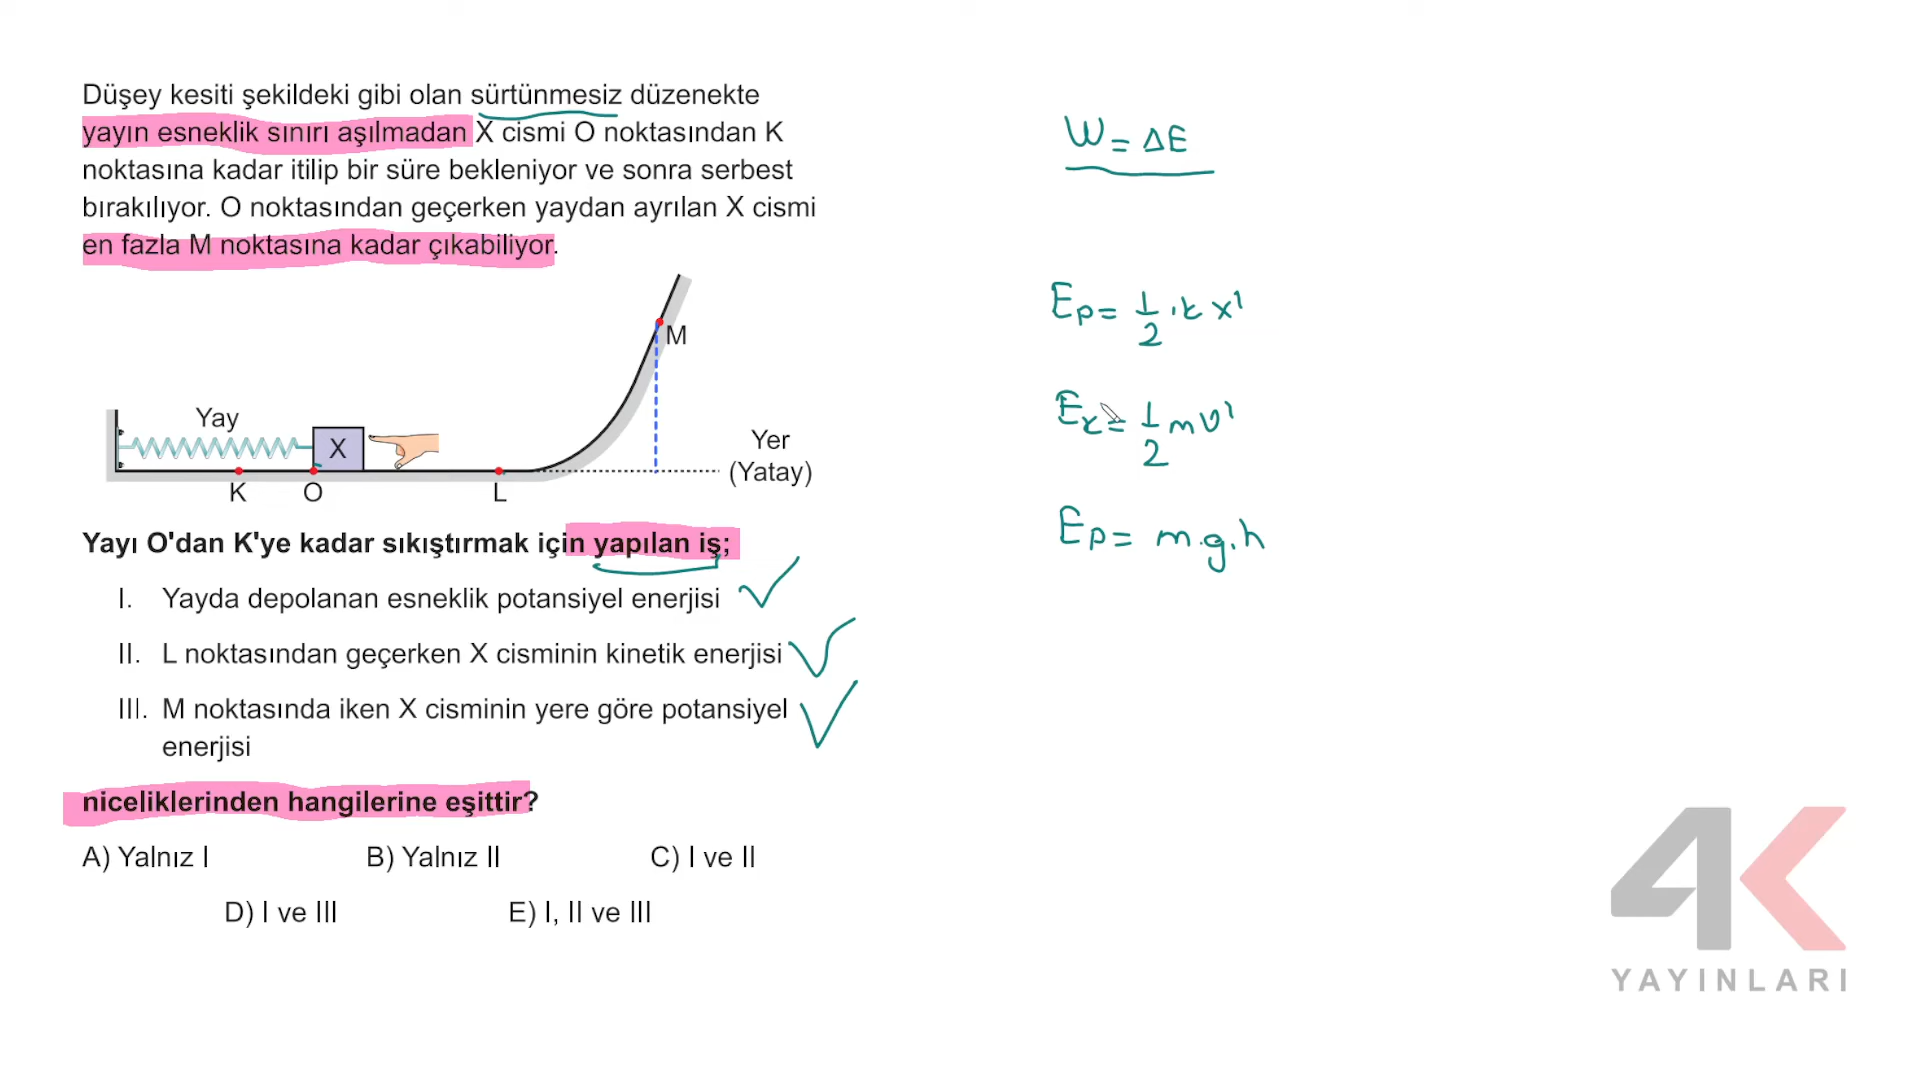 Düşey kesiti şekildeki gibi olan sürtünmesiz düzenekte
yayın esneklik sınırı aşılmadan X cismi O noktasından K
noktasına kadar itilip bir süre bekleniyor ve sonra serbest
bırakılıyor. O noktasından geçerken yaydan ayrılan X cismi
en fazla M noktasına kadar çıkabiliyor.
M
Yay
X
Yer
(Yatay)
K
O
L
Yayı O'dan K'ye kadar sıkıştırmak için yapılan iş;
I. Yayda depolanan esneklik potansiyel enerjisi
II. L noktasından geçerken X cisminin kinetik enerjisi
III. M noktasında iken X cisminin yere göre potansiyel
enerjisi
niceliklerinden hangilerine eşittir?
A) Yalnız I B) Yalnız II C) I ve II
D) I ve III E) I, II ve III
W = ΔE
Ep = 1/2 . k x²
Ek = 1/2 m v²
Ep = m.g.h
4K
YAYINLARI